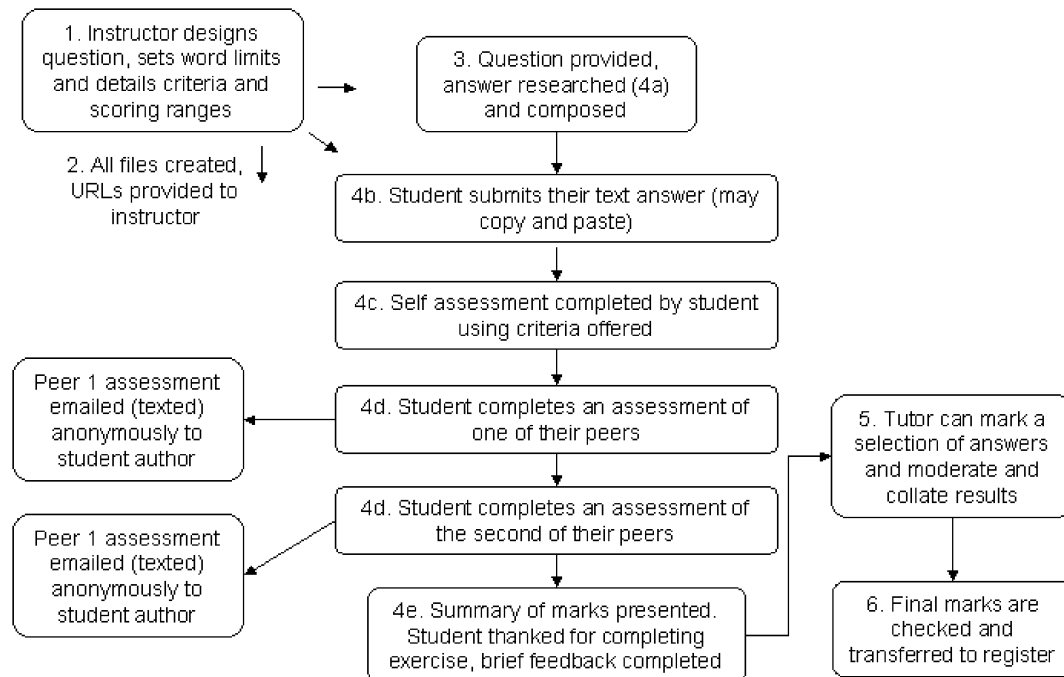 1. Instructor designs
question, sets word limits
and details criteria and
scoring ranges
2. All files created,
URLs provided to
instructor
3. Question provided,
answer researched (4a)
and composed
4b. Student submits their text answer (may
copy and paste)
4c. Self assessment completed by student
using criteria offered
Peer 1 assessment
emailed (texted)
anonymously to
student author
4d. Student completes an assessment of
one of their peers
Peer 1 assessment
emailed (texted)
anonymously to
student author
4d. Student completes an assessment of
the second of their peers
4e. Summary of marks presented.
Student thanked for completing
exercise, brief feedback completed
5. Tutor can mark a
selection of answers
and moderate and
collate results
6. Final marks are
checked and
transferred to register